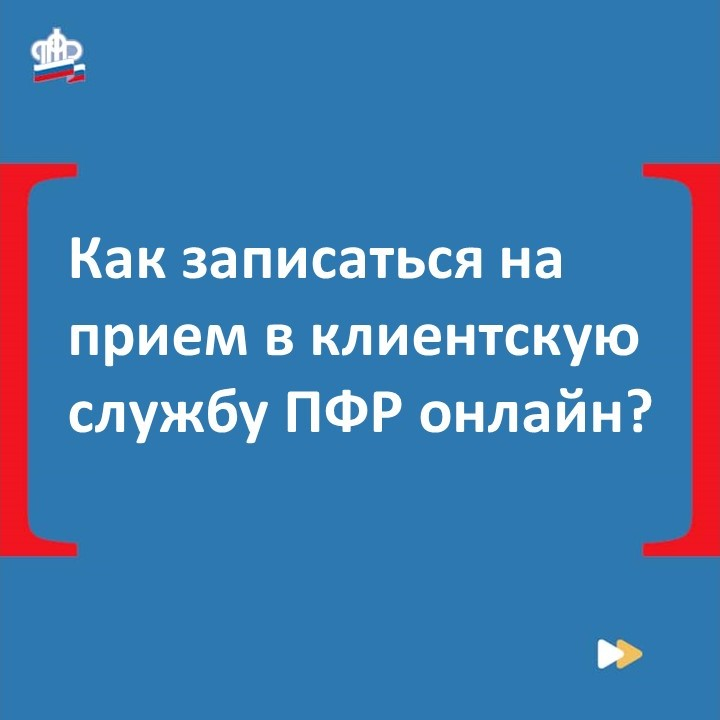 Как записаться на
прием в клиентскую
службу ПФР онлайн?